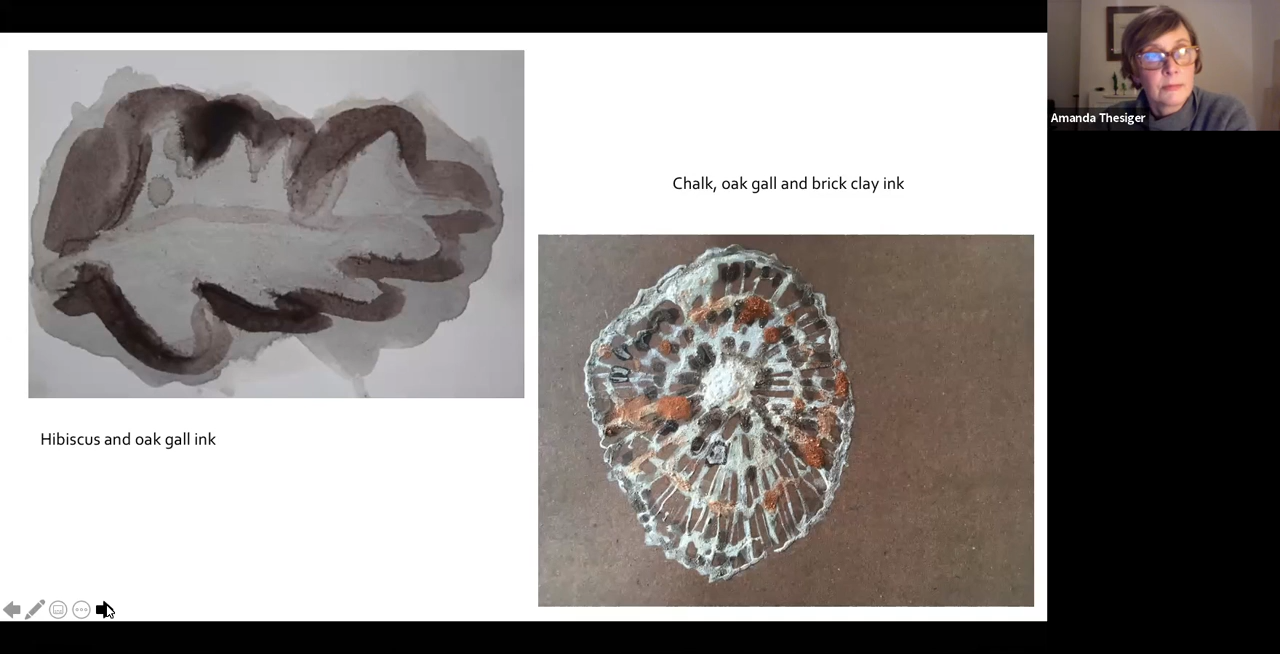 Amanda Thesiger
Chalk, oak gall and brick clay ink
Hibiscus and oak gall ink